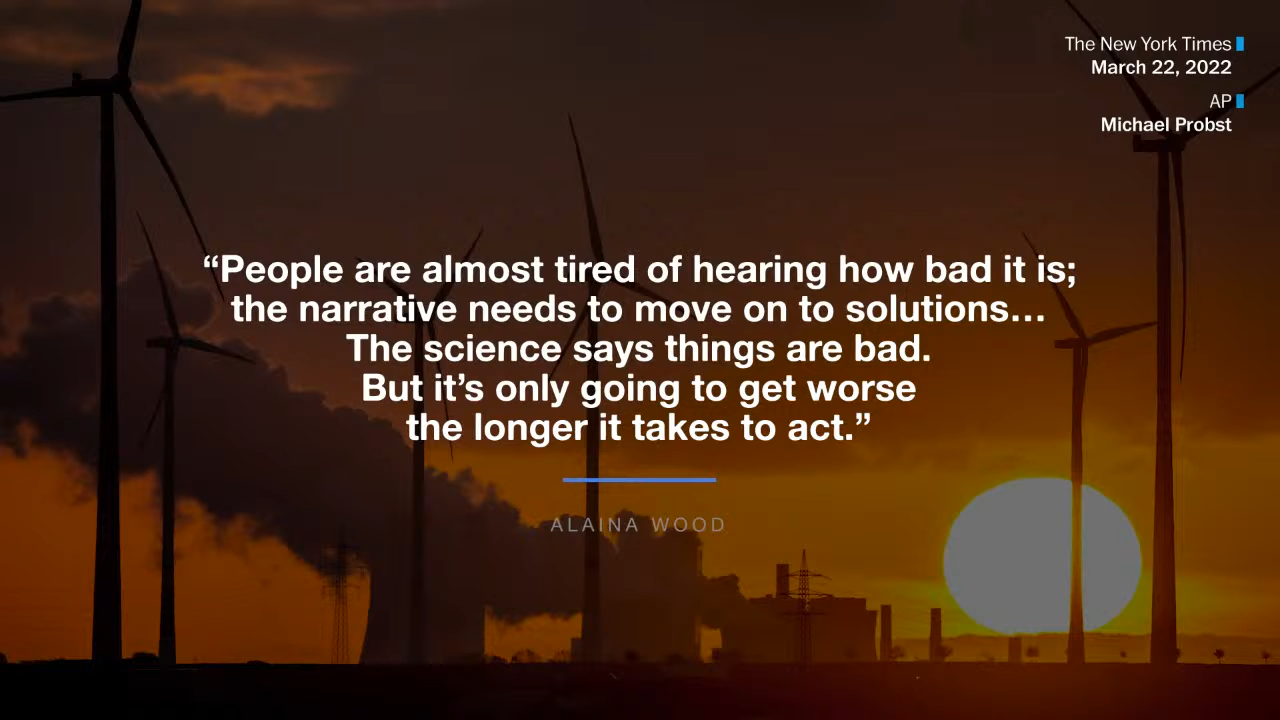 The New York Times
March 22, 2022
AP
Michael Probst
“People are almost tired of hearing how bad it is;
the narrative needs to move on to solutions…
The science says things are bad.
But it’s only going to get worse
the longer it takes to act.”
ALAINA WOOD